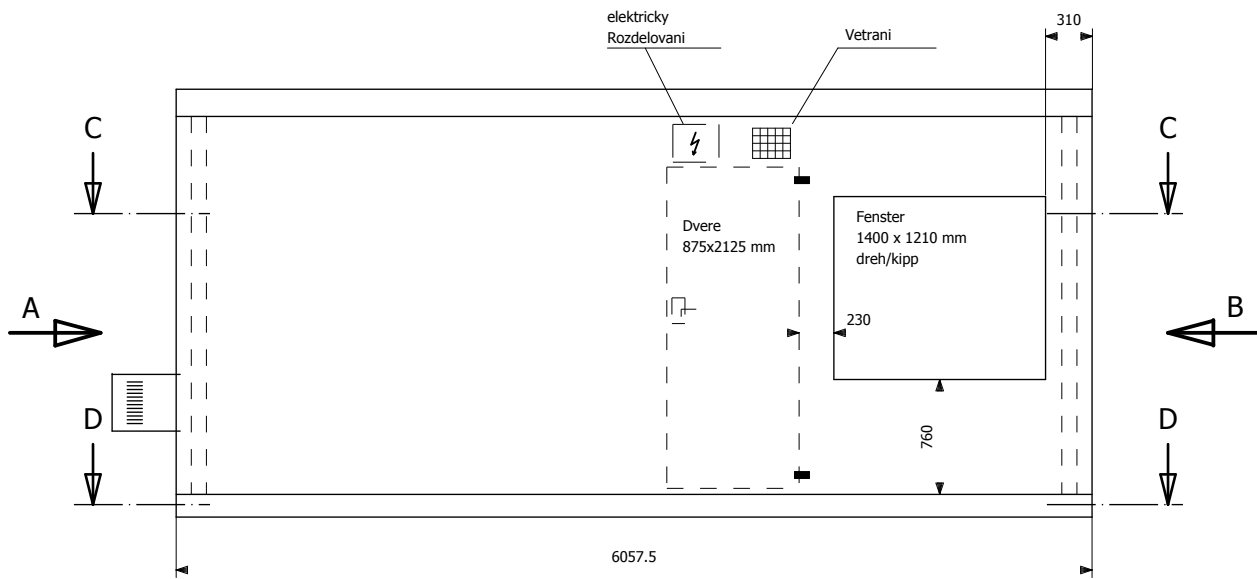 elektricky
Rozdelovani
Vetrani
310
C
C
Dvere
875x2125 mm
Fenster
1400 x 1210 mm
dreh/kipp
A
230
B
D
760
D
6057.5